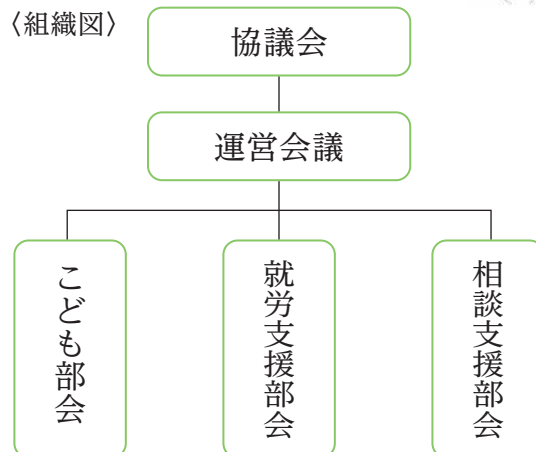 〈組織図〉
協議会
運営会議
こども部会
就労支援部会
相談支援部会